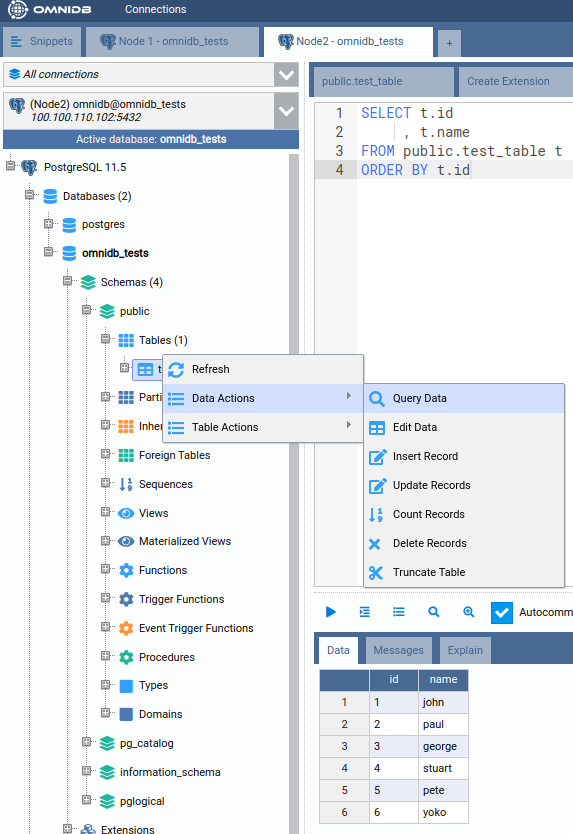 OMNIDB
Connections
Snippets
Node 1 - omnidb_tests
Node2 - omnidb_tests
+
All connections
(Node2) omnidb@omnidb_tests
100.100.110.102:5432
Active database: omnidb_tests
PostgreSQL 11.5
Databases (2)
postgres
omnidb_tests
Schemas (4)
public
Tables (1)
t
Parti
Inher
Foreign Tables
Sequences
Views
Materialized Views
Functions
Trigger Functions
Event Trigger Functions
Procedures
Types
Domains
pg_catalog
information_schema
pglogical
Extensions
Refresh
Data Actions
Table Actions
Query Data
Edit Data
Insert Record
Update Records
Count Records
Delete Records
Truncate Table
public.test_table
Create Extension
1 SELECT t.id
2 , t.name
3 FROM public.test_table t
4 ORDER BY t.id
Autocomm
Data Messages Explain
id name
1 1 john
2 2 paul
3 3 george
4 4 stuart
5 5 pete
6 6 yoko